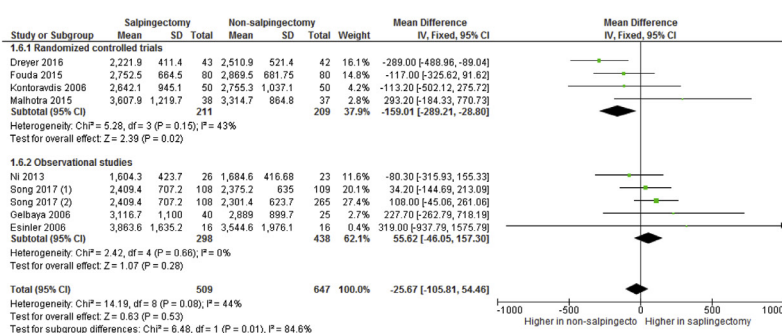 Salpingectomy Non-salpingectomy Mean Difference Mean Difference
Study or Subgroup Mean SD Total Mean SD Total Weight IV, Fixed, 95% CI IV, Fixed, 95% CI
1.6.1 Randomized controlled trials
Dreyer 2016 2,221.9 411.4 43 2,510.9 521.4 42 16.1% -289.00 (-488.96, -89.04)
Fouda 2015 2,752.5 664.5 80 2,869.5 681.75 80 -117.00 (-325.62, 91.62)
Kontoravdis 2006 2,642.1 945.1 50 2,755.3 1,037.1 50 -113.20 (-502.12, 275.72)
Malhotra 2015 3,607.9 1,219.7 38 3,314.7 864.8 37 293.20 (-184.33, 770.73)
Subtotal (95% CI) 211 209 37.9% -159.01 (-289.21, -28.80)
Heterogeneity: Chi² = 5.28, df = 3 (P = 0.15); I² = 43%
Test for overall effect: Z = 2.39 (P = 0.02)
1.6.2 Observational studies
Ni 2013 1,604.3 423.7 26 1,684.6 416.68 23 11.6% -80.30 (-315.93, 155.33)
Song 2017 (1) 2,409.4 707.2 108 2,375.2 635 109 20.1% 34.20 (-144.69, 213.09)
Song 2017 (2) 2,409.4 707.2 108 2,301.4 623.7 265 27.4% 108.00 (-45.06, 261.06)
Gelbaya 2006 3,116.7 1,100 40 2,889 899.7 25 227.70 (-262.79, 718.19)
Esinler 2006 3,863.6 1,635.2 16 3,544.6 1,976.1 16 0.4% 319.00 (-937.79, 1575.79)
Subtotal (95% CI) 298 438 62.1% 55.62 (-46.05, 157.30)
Heterogeneity: Chi² = 2.42, df = 4 (P = 0.66); I² = 0%
Test for overall effect: Z = 1.07 (P = 0.28)
Total (95% CI) 509 647 100.0% -25.67 (-105.81, 54.46)
Heterogeneity: Chi² = 14.19, df = 8 (P = 0.08); I² = 44%
Test for overall effect: Z = 0.63 (P = 0.53)
Test for subgroup differences: Chi² = 6.48, df = 1 (P = 0.01), I² = 84.6%
-1000 -500 0 500 1000
Higher in non-salpingecto Higher in saplingectomy